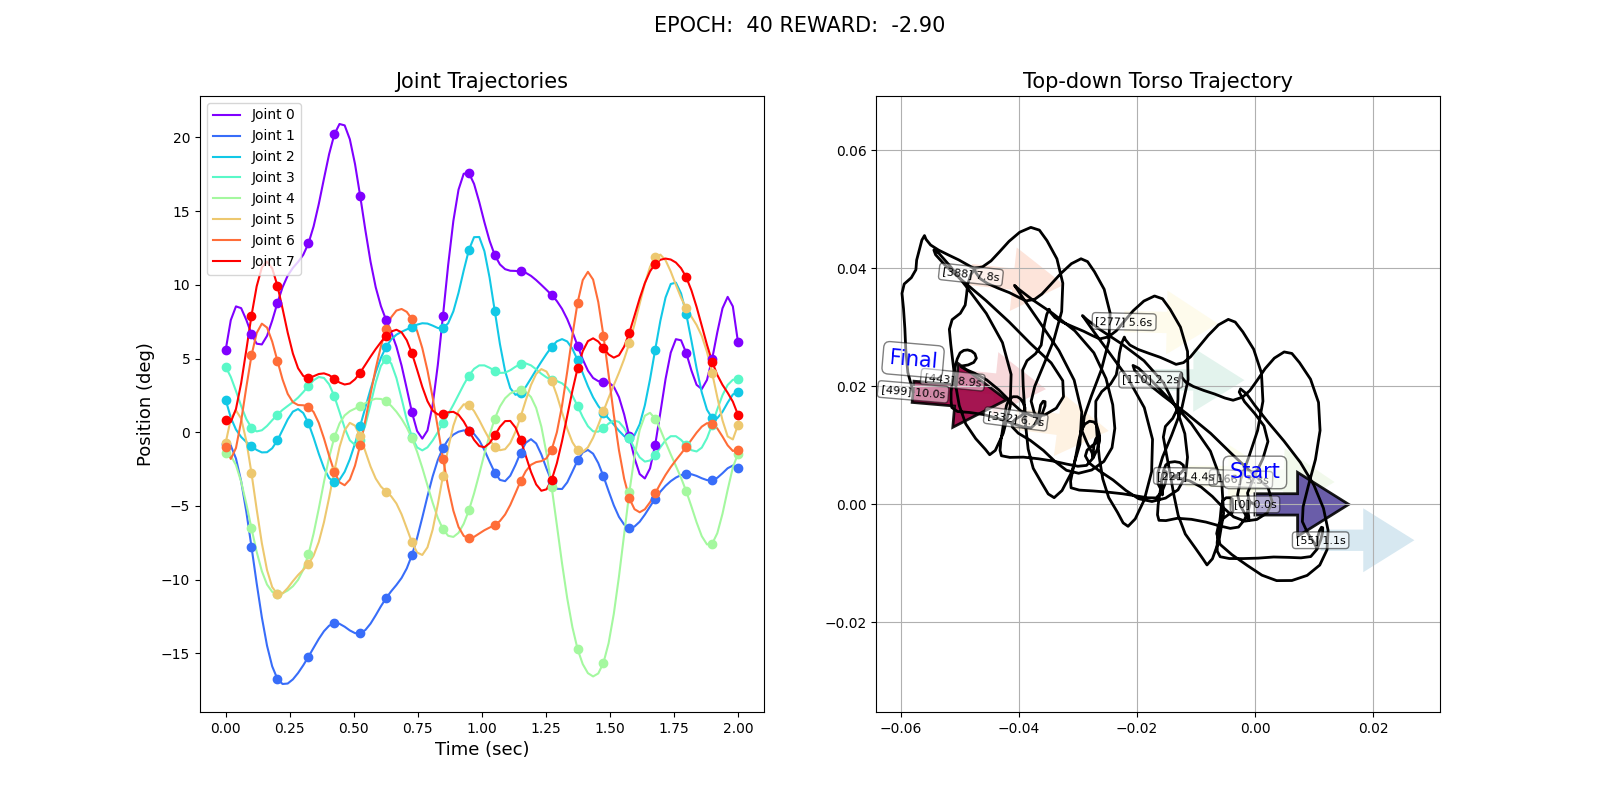 EPOCH:  40 REWARD:  -2.90
Joint Trajectories
Position (deg)
20
15
10
5
0
−5
−10
−15
Joint 0
Joint 1
Joint 2
Joint 3
Joint 4
Joint 5
Joint 6
Joint 7
0.00 0.25 0.50 0.75 1.00 1.25 1.50 1.75 2.00
Time (sec)
Top-down Torso Trajectory
0.06
0.04
0.02
0.00
−0.02
[388] 7.8s
[277] 5.6s
Final
[443] 8.9s
[110] 2.2s
[499] 10.0s
[332] 6.7s
Start
[221] 4.4s
[0] 0.0s
[55] 1.1s
−0.06 −0.04 −0.02 0.00 0.02